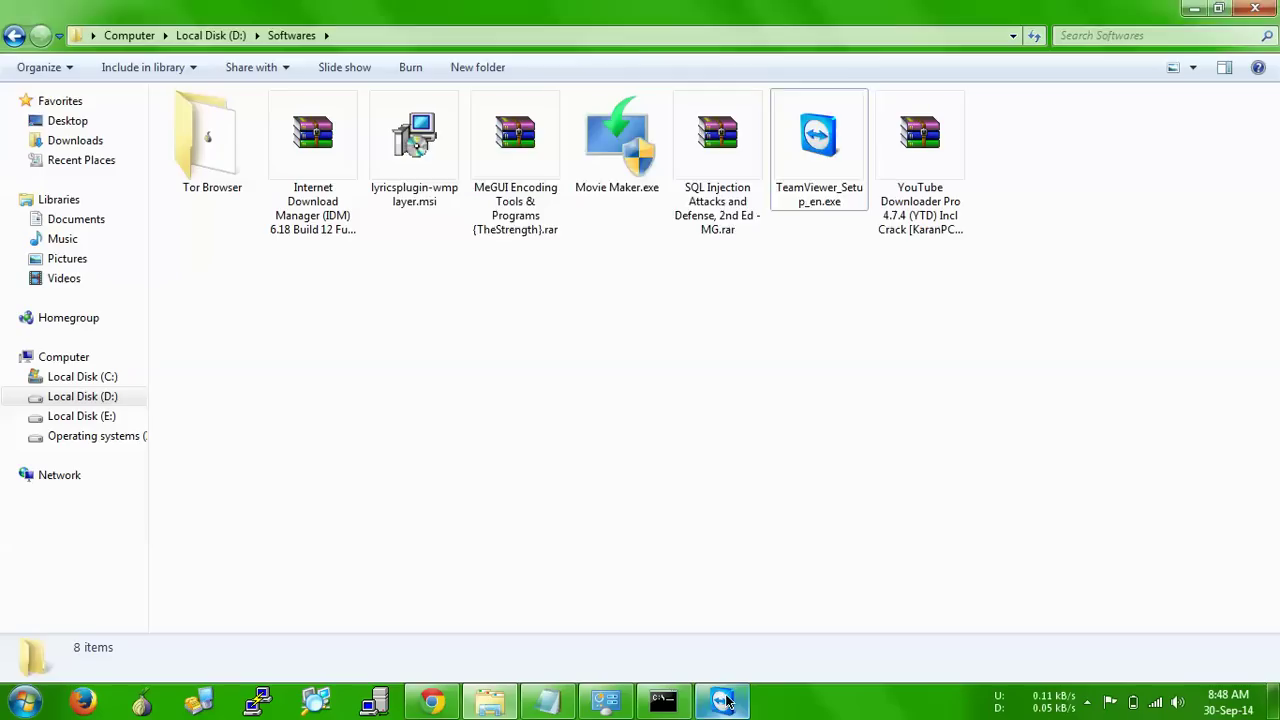 Computer
Local Disk (D:)
Softwares
Search Softwares
Organize
Include in library
Share with
Slide show
Burn
New folder
Favorites
Desktop
Downloads
Recent Places
Libraries
Documents
Music
Pictures
Videos
Homegroup
Computer
Local Disk (C:)
Local Disk (D:)
Local Disk (E:)
Operating systems (
Network
Tor Browser
Internet
Download
Manager (IDM)
6.18 Build 12 Fu...
lyricsplugin-wmp
layer.msi
MeGUI Encoding
Tools &
Programs
{TheStrength}.rar
Movie Maker.exe
SQL Injection
Attacks and
Defense, 2nd Ed -
MG.rar
TeamViewer_Setu
p_en.exe
YouTube
Downloader Pro
4.7.4 (YTD) Incl
Crack [KaranPC...
8 items
U: 0.11 kB/s
D: 0.05 kB/s
8:48 AM
30-Sep-14